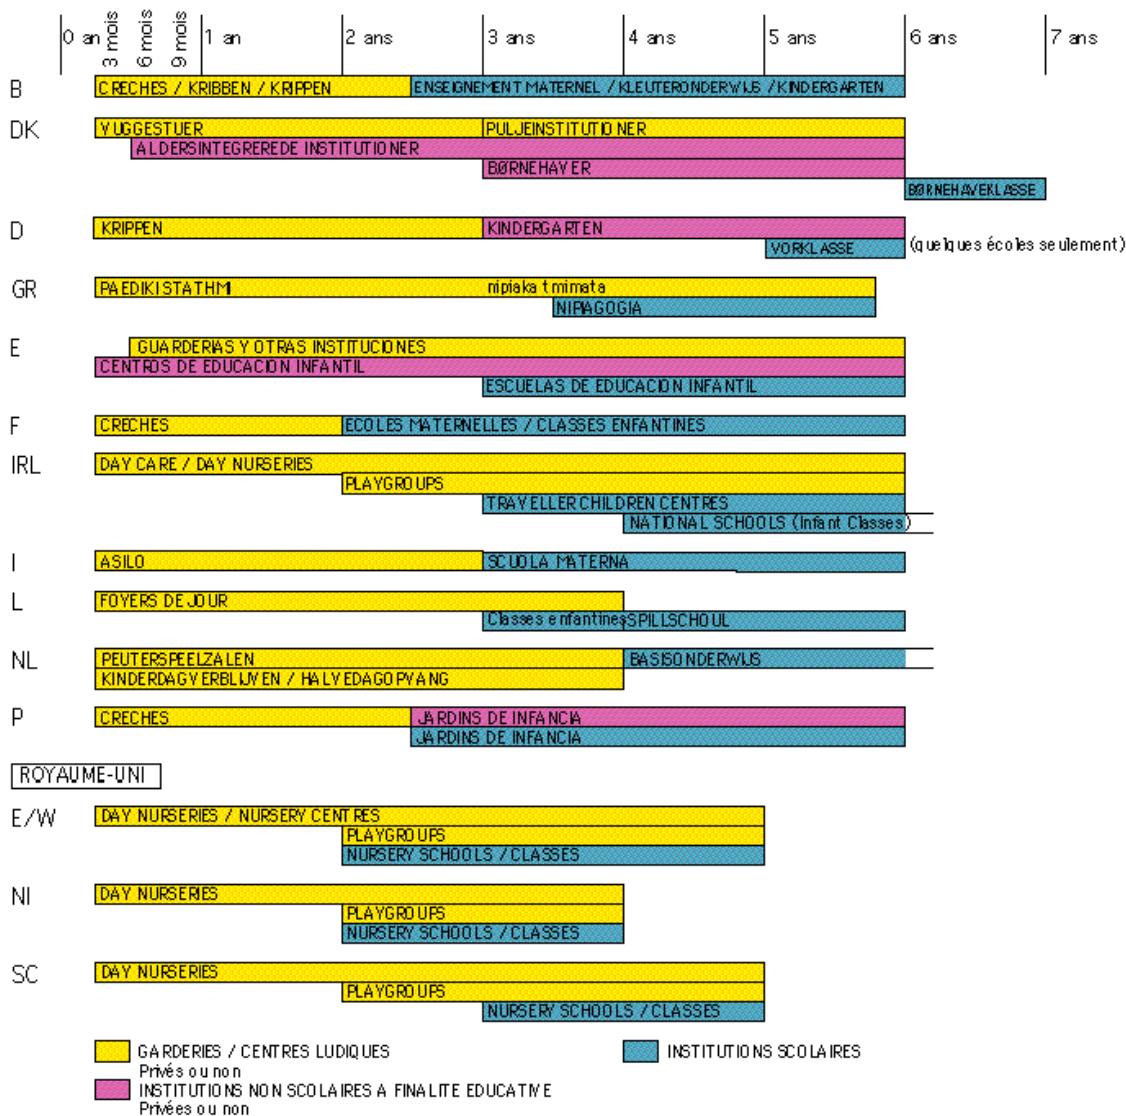 0 an 3 mois 6 mois 9 mois 1 an 2 ans 3 ans 4 ans 5 ans 6 ans 7 ans
B CRECHES / KRIBBEN / KRIPPEN ENSEIGNEMENT MATERNEL / KLEUTERONDERWIJS / KINDERGARTEN
DK VUGGESTUER PULJEINSTITUTIONER
ALDERSINTEGREREDE INSTITUTIONER
BØRNEHAVER
BØRNEHAVEKLASSE
D KRIPPEN KINDERGARTEN
VORKLASSE (quelques écoles seulement)
GR PAEDIKI STATHMI nipiaka tmimata
NIPIAGOGIA
E GUARDERIAS Y OTRAS INSTITUCIONES
CENTROS DE EDUCACION INFANTIL
ESCUELAS DE EDUCACION INFANTIL
F CRECHES ECOLES MATERNELLES / CLASSES ENFANTINES
IRL DAY CARE / DAY NURSERIES
PLAYGROUPS
TRAVELLER CHILDREN CENTRES
NATIONAL SCHOOLS (Infant Classes)
I ASILO SCUOLA MATERNA
L FOYERS DE JOUR
Classes enfantines SPILLSCHOUL
NL PEUTERSPEELZALEN BASISONDERWIJS
KINDERDAGVERBLIJVEN / HALVEDAGOPVANG
P CRECHES JARDINS DE INFANCIA
JARDINS DE INFANCIA
ROYAUME-UNI
E/W DAY NURSERIES / NURSERY CENTRES
PLAYGROUPS
NURSERY SCHOOLS / CLASSES
NI DAY NURSERIES
PLAYGROUPS
NURSERY SCHOOLS / CLASSES
SC DAY NURSERIES
PLAYGROUPS
NURSERY SCHOOLS / CLASSES
GARDERIES / CENTRES LUDIQUES INSTITUTIONS SCOLAIRES
Privés ou non
INSTITUTIONS NON SCOLAIRES A FINALITE EDUCATIVE
Privées ou non